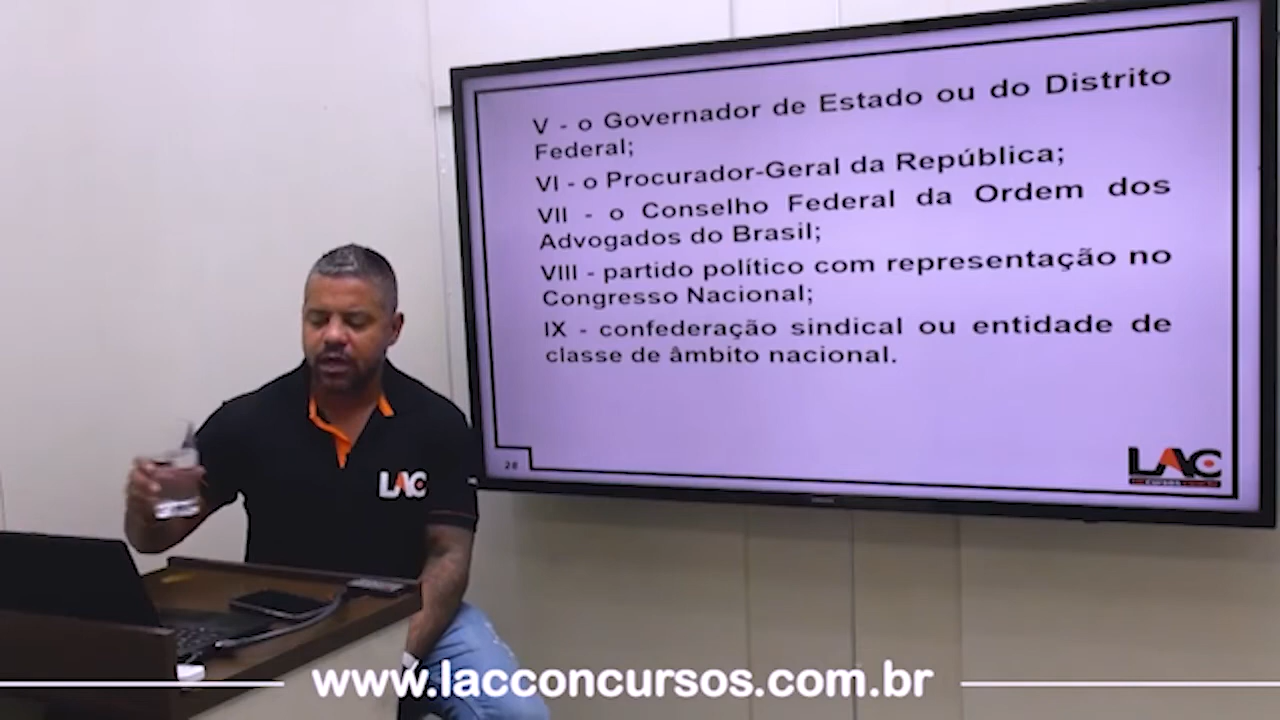 V - o Governador de Estado ou do Distrito
Federal;
VI - o Procurador-Geral da República;
VII - o Conselho Federal da Ordem dos
Advogados do Brasil;
VIII - partido político com representação no
Congresso Nacional;
IX - confederação sindical ou entidade de
classe de âmbito nacional.
LAC
CURSOS
LAC
www.lacconcursos.com.br